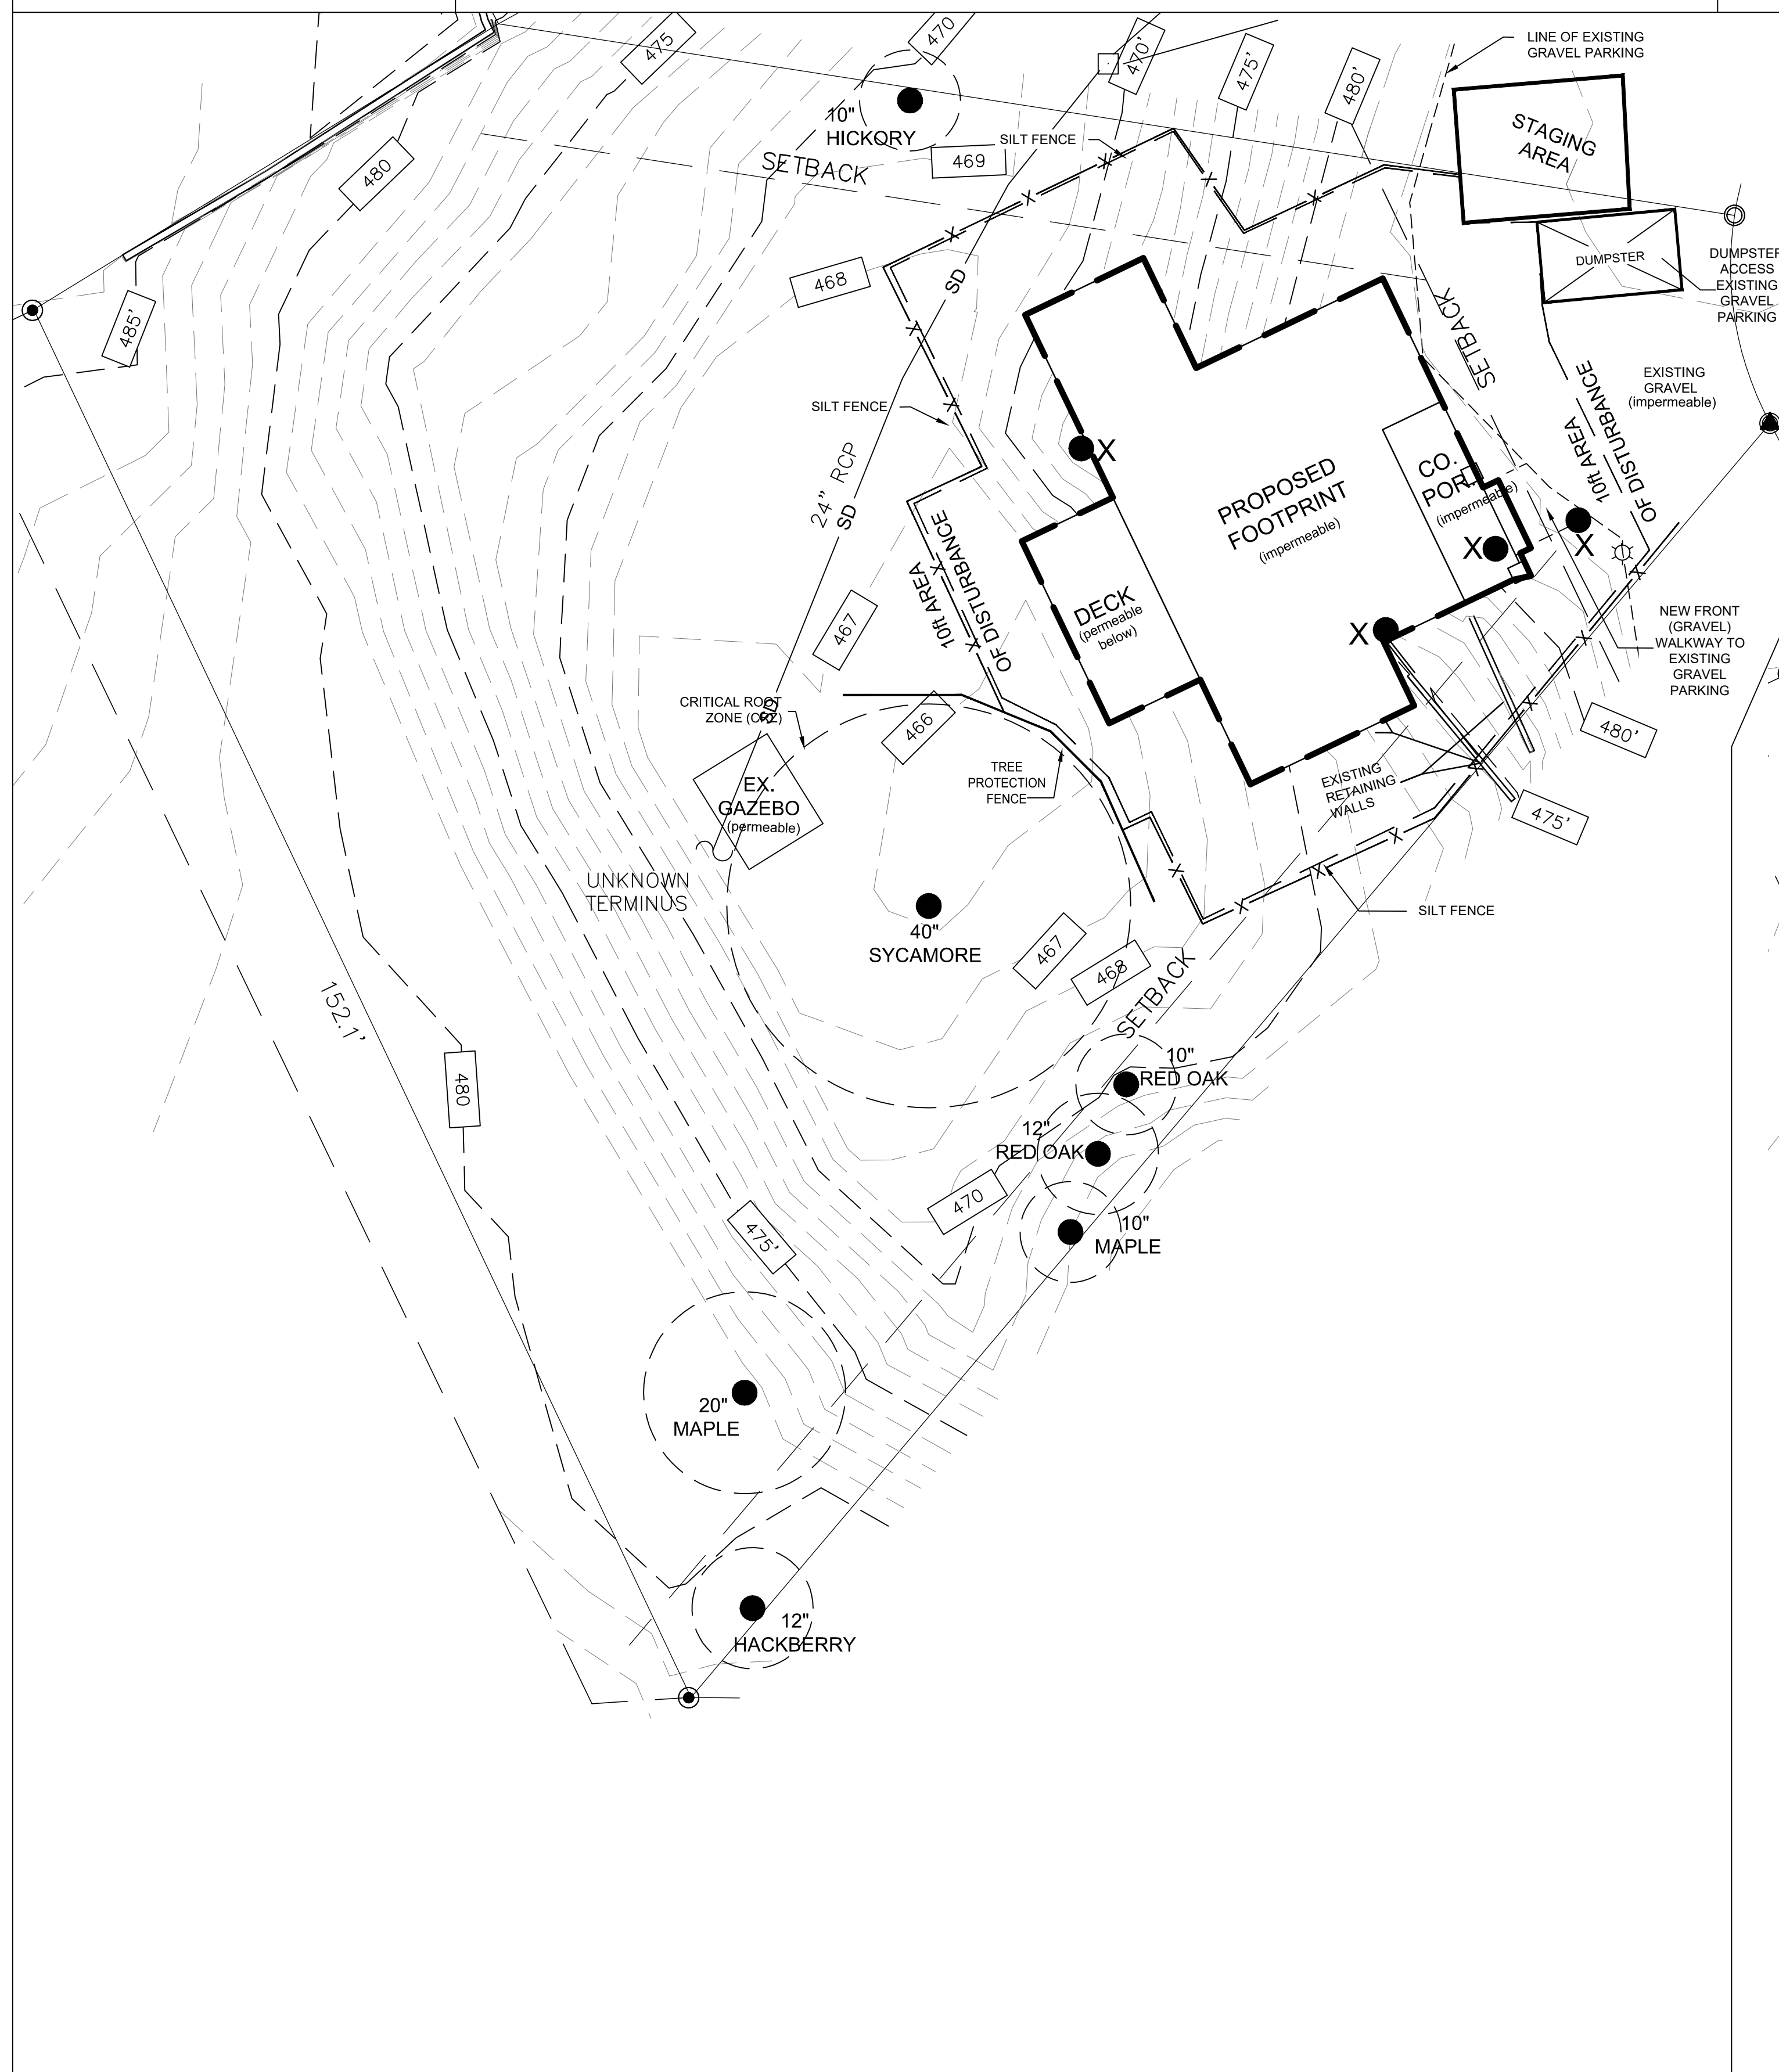 470
475
470'
475'
480'
LINE OF EXISTING
GRAVEL PARKING
10"
HICKORY
SILT FENCE
STAGING
AREA
480
SETBACK
469
DUMPSTER
DUMPSTER
ACCESS
EXISTING
GRAVEL
PARKING
468
SD
485'
SETBACK
EXISTING
GRAVEL
(impermeable)
SILT FENCE
X
24" RCP
SD
PROPOSED
FOOTPRINT
(impermeable)
CO.
POR.
(impermeable)
10ft AREA
OF DISTURBANCE
X
X
10ft AREA
OF DISTURBANCE
DECK
(permeable
below)
467
X
NEW FRONT
(GRAVEL)
WALKWAY TO
EXISTING
GRAVEL
PARKING
CRITICAL ROOT
ZONE (CRZ)
SD
466
480'
TREE
PROTECTION
FENCE
EXISTING
RETAINING
WALLS
EX.
GAZEBO
(permeable)
475'
UNKNOWN
TERMINUS
SILT FENCE
40"
SYCAMORE
467
468
SETBACK
152.1'
480
10"
RED OAK
12"
RED OAK
470
10"
MAPLE
475'
20"
MAPLE
12"
HACKBERRY